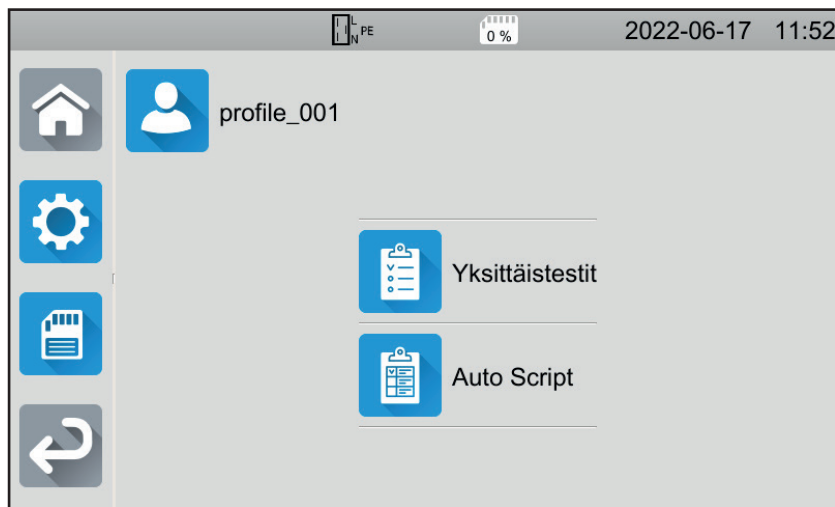 L
N PE
0 % 2022-06-17 11:52
profile_001
Yksittäistestit
Auto Script